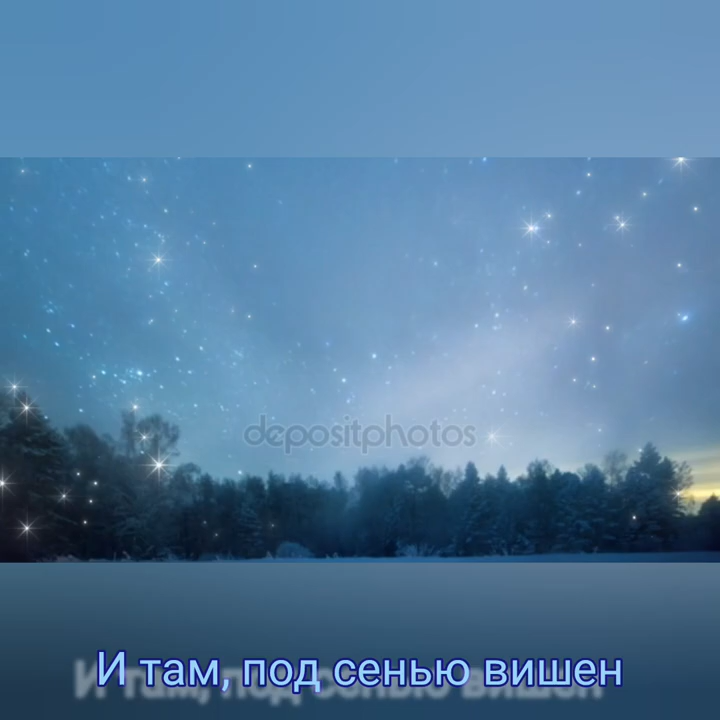 depositphotos
И там, под сенью вишен